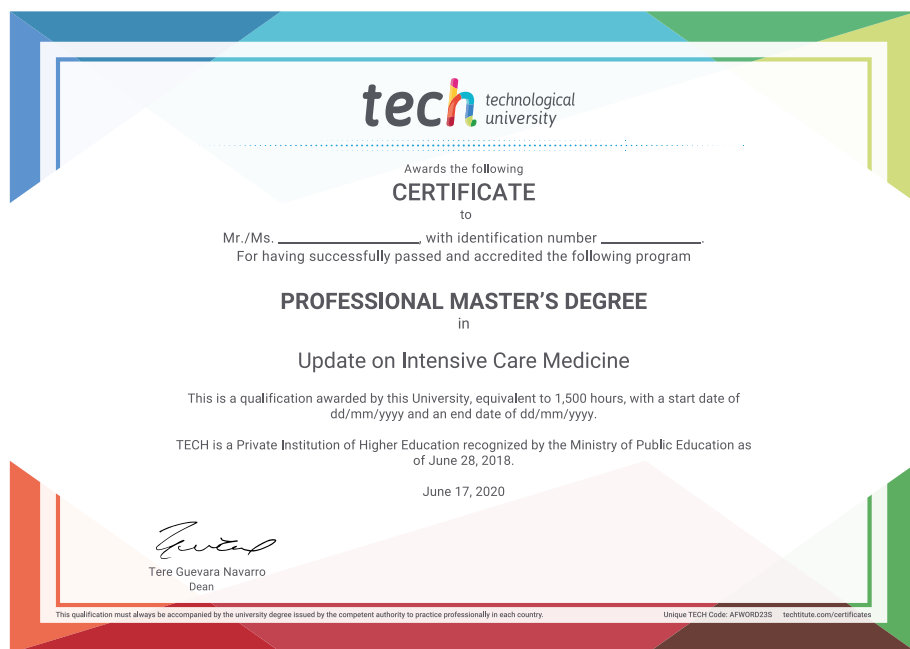 tech technological
university
Awards the following
CERTIFICATE
to
Mr./Ms. ____________________, with identification number ______________.
For having successfully passed and accredited the following program
PROFESSIONAL MASTER'S DEGREE
in
Update on Intensive Care Medicine
This is a qualification awarded by this University, equivalent to 1,500 hours, with a start date of
dd/mm/yyyy and an end date of dd/mm/yyyy.
TECH is a Private Institution of Higher Education recognized by the Ministry of Public Education as
of June 28, 2018.
June 17, 2020
Tere Guevara Navarro
Dean
This qualification must always be accompanied by the university degree issued by the competent authority to practice professionally in each country. Unique TECH Code: AFWORD23S techtitute.com/certificates